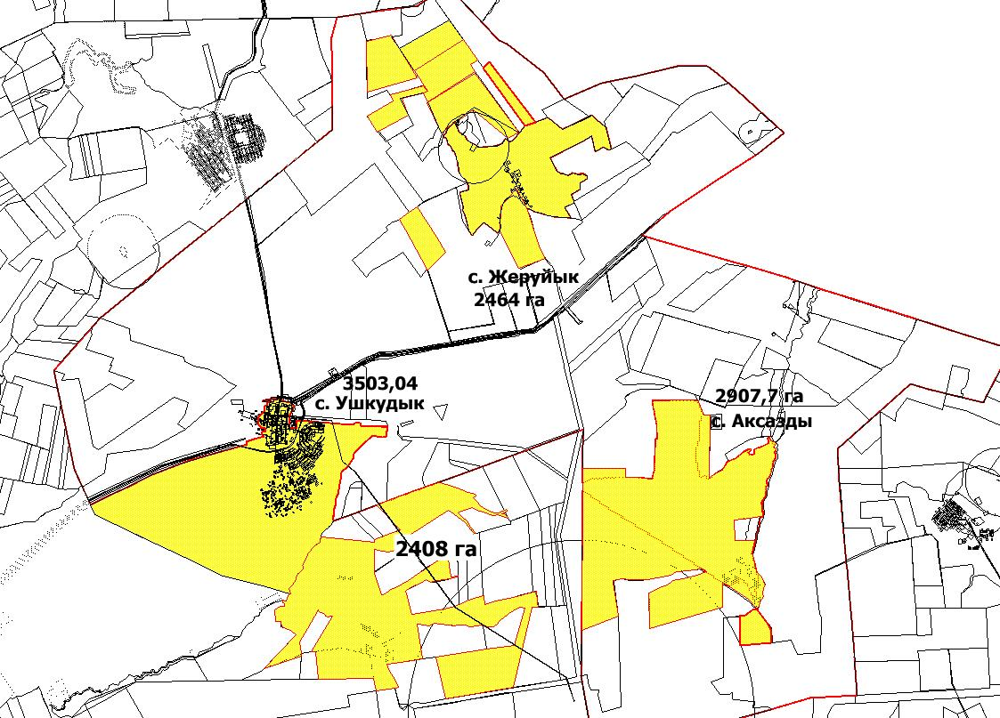 с. Жеруйык
2464 га
3503,04
с. Ушкудык
2907,7 га
с. Аксазды
2408 га